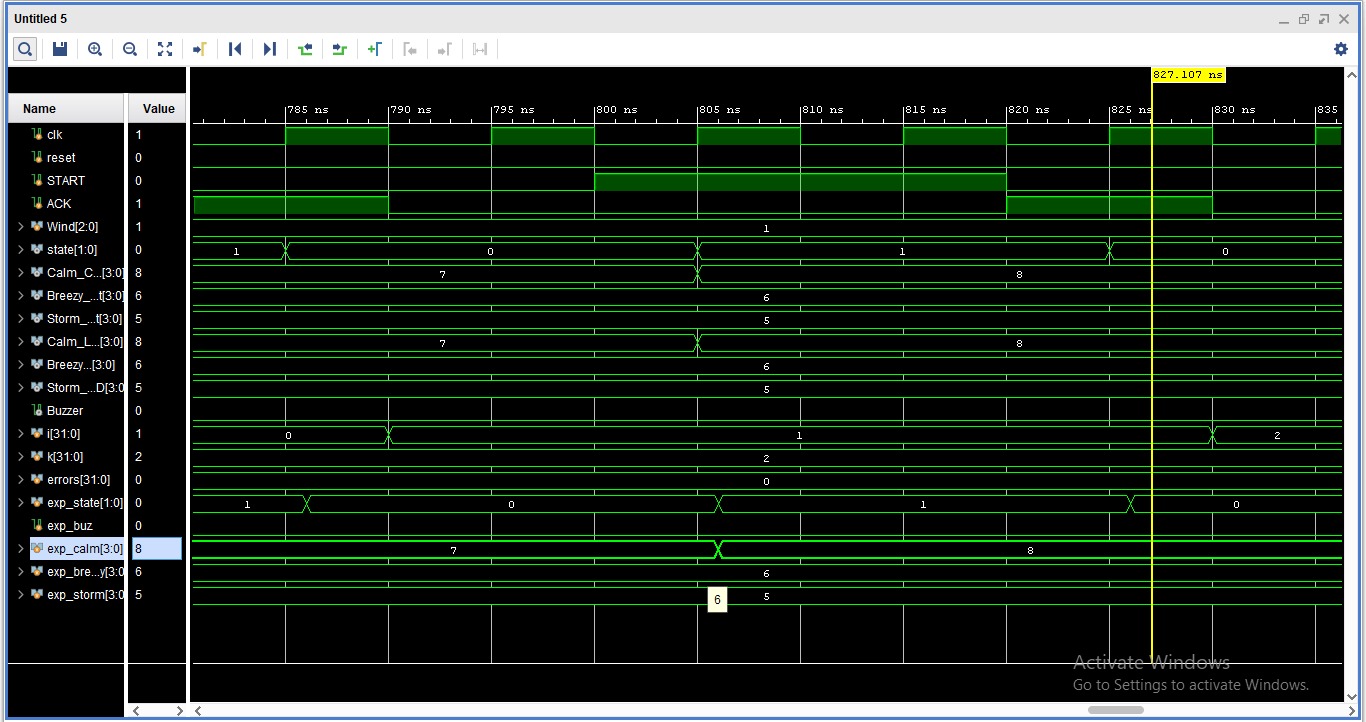 Untitled 5
827.107 ns
Name Value 785 ns 790 ns 795 ns 800 ns 805 ns 810 ns 815 ns 820 ns 825 ns 830 ns 835
clk 1
reset 0
START 0
ACK 1
Wind[2:0] 1 1
state[1:0] 0 1 0 1 0
Calm_C...[3:0] 8 7 8
Breezy_...t[3:0] 6 6
Storm_...t[3:0] 5 5
Calm_L...[3:0] 8 7 8
Breezy...[3:0] 6 6
Storm_...D[3:0 5 5
Buzzer 0
i[31:0] 1 0 1 2
k[31:0] 2 2
errors[31:0] 0 0
exp_state[1:0] 0 1 0 1 0
exp_buz 0
exp_calm[3:0] 8 7 8
exp_bre...y[3:0 6 6
exp_storm[3:0 5 5
6
Activate Windows
Go to Settings to activate Windows.